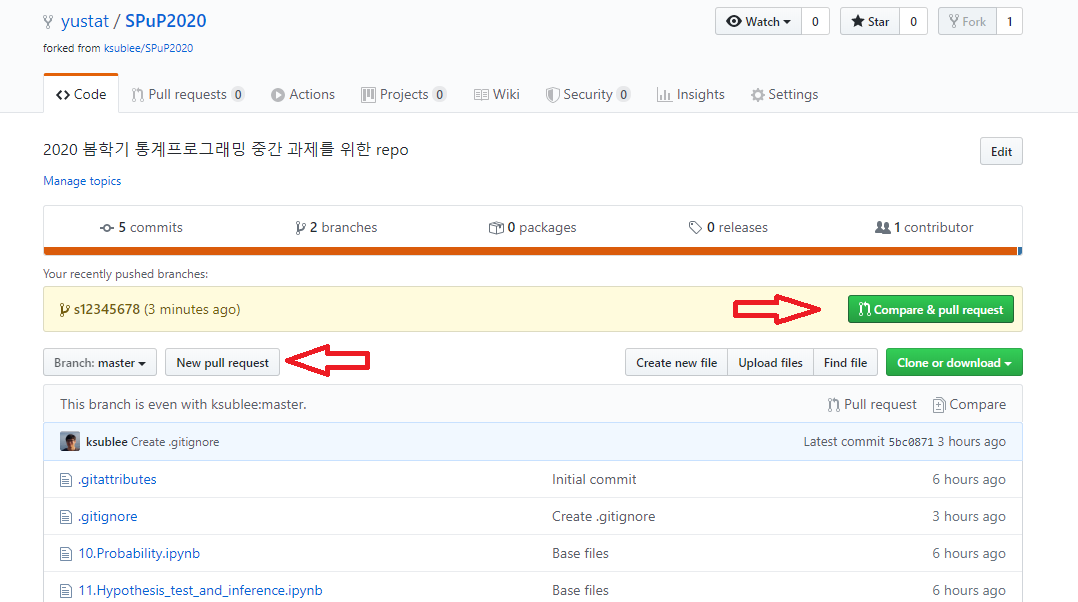 yustat / SPuP2020
Watch 0 Star 0 Fork 1
forked from ksublee/SPuP2020
Code Pull requests 0 Actions Projects 0 Wiki Security 0 Insights Settings
2020 봄학기 통계프로그래밍 중간 과제를 위한 repo
Edit
Manage topics
5 commits 2 branches 0 packages 0 releases 1 contributor
Your recently pushed branches:
s12345678 (3 minutes ago) Compare & pull request
Branch: master New pull request Create new file Upload files Find file Clone or download
This branch is even with ksublee:master. Pull request Compare
ksublee Create .gitignore Latest commit 5bc0871 3 hours ago
.gitattributes Initial commit 6 hours ago
.gitignore Create .gitignore 3 hours ago
10.Probability.ipynb Base files 6 hours ago
11.Hypothesis_test_and_inference.ipynb Base files 6 hours ago